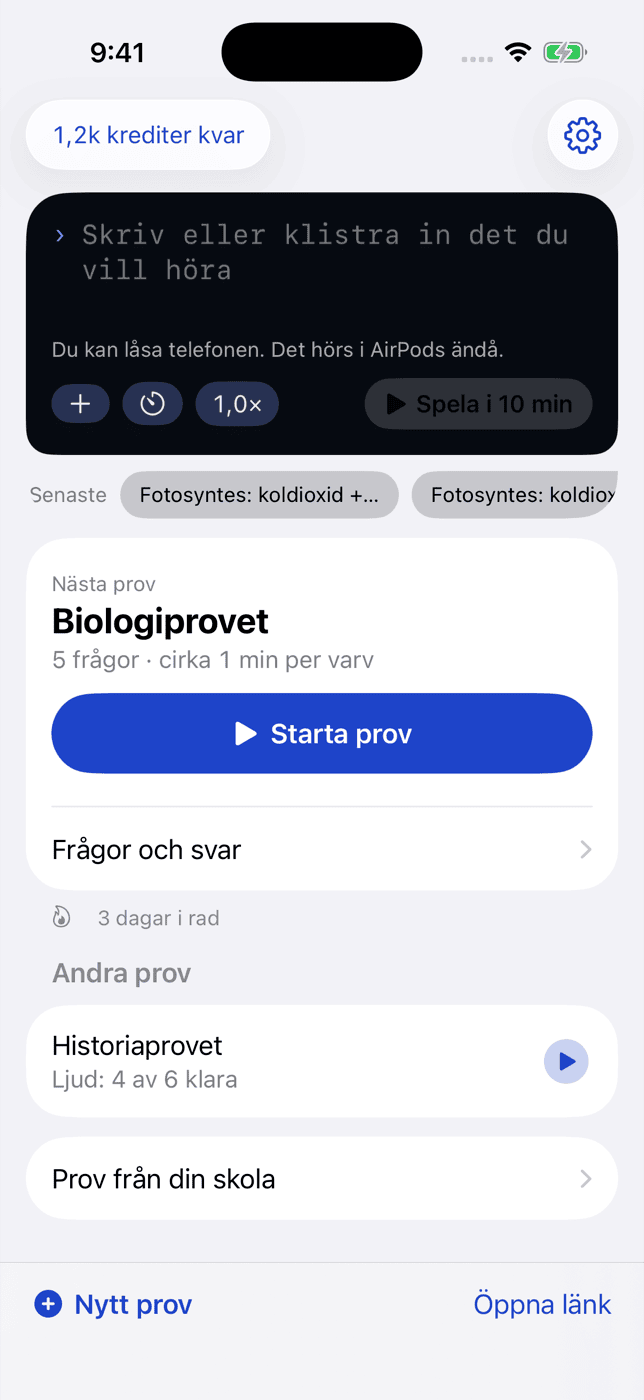 9:41
1,2k krediter kvar
› Skriv eller klistra in det du
vill höra
Du kan låsa telefonen. Det hörs i AirPods ändå.
1,0×
Spela i 10 min
Senaste
Fotosyntes: koldioxid +...
Fotosyntes: koldiox
Nästa prov
Biologiprovet
5 frågor · cirka 1 min per varv
Starta prov
Frågor och svar
3 dagar i rad
Andra prov
Historiaprovet
Ljud: 4 av 6 klara
Prov från din skola
Nytt prov
Öppna länk